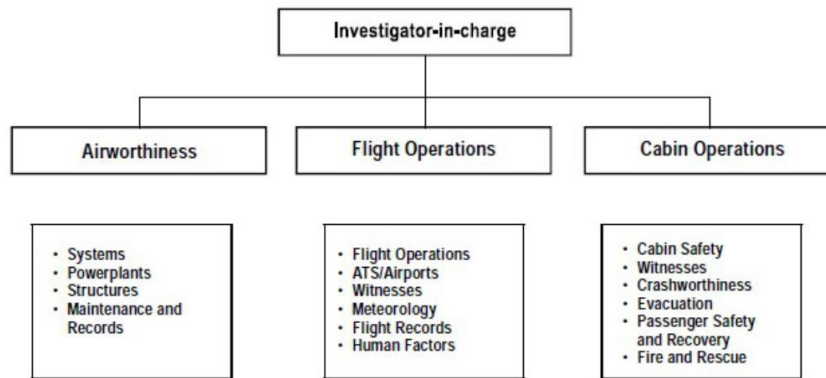 Investigator-in-charge
Airworthiness
Flight Operations
Cabin Operations
• Systems
• Powerplants
• Structures
• Maintenance and
Records
• Flight Operations
• ATS/Airports
• Witnesses
• Meteorology
• Flight Records
• Human Factors
• Cabin Safety
• Witnesses
• Crashworthiness
• Evacuation
• Passenger Safety
and Recovery
• Fire and Rescue